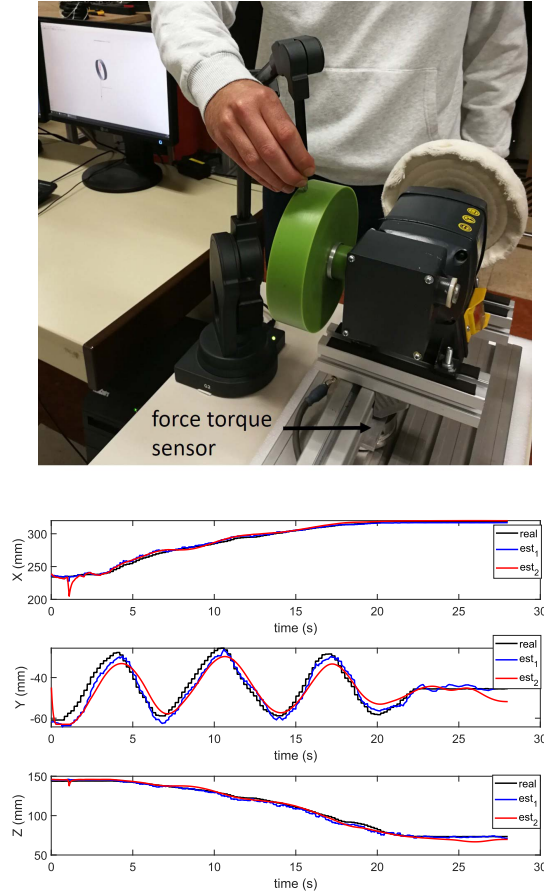 force torque
sensor
300
250
200
X (mm)
0 5 10 15 20 25 30
time (s)
real
est1
est2
-40
-60
Y (mm)
0 5 10 15 20 25 30
time (s)
real
est1
est2
150
100
50
Z (mm)
0 5 10 15 20 25 30
time (s)
real
est1
est2